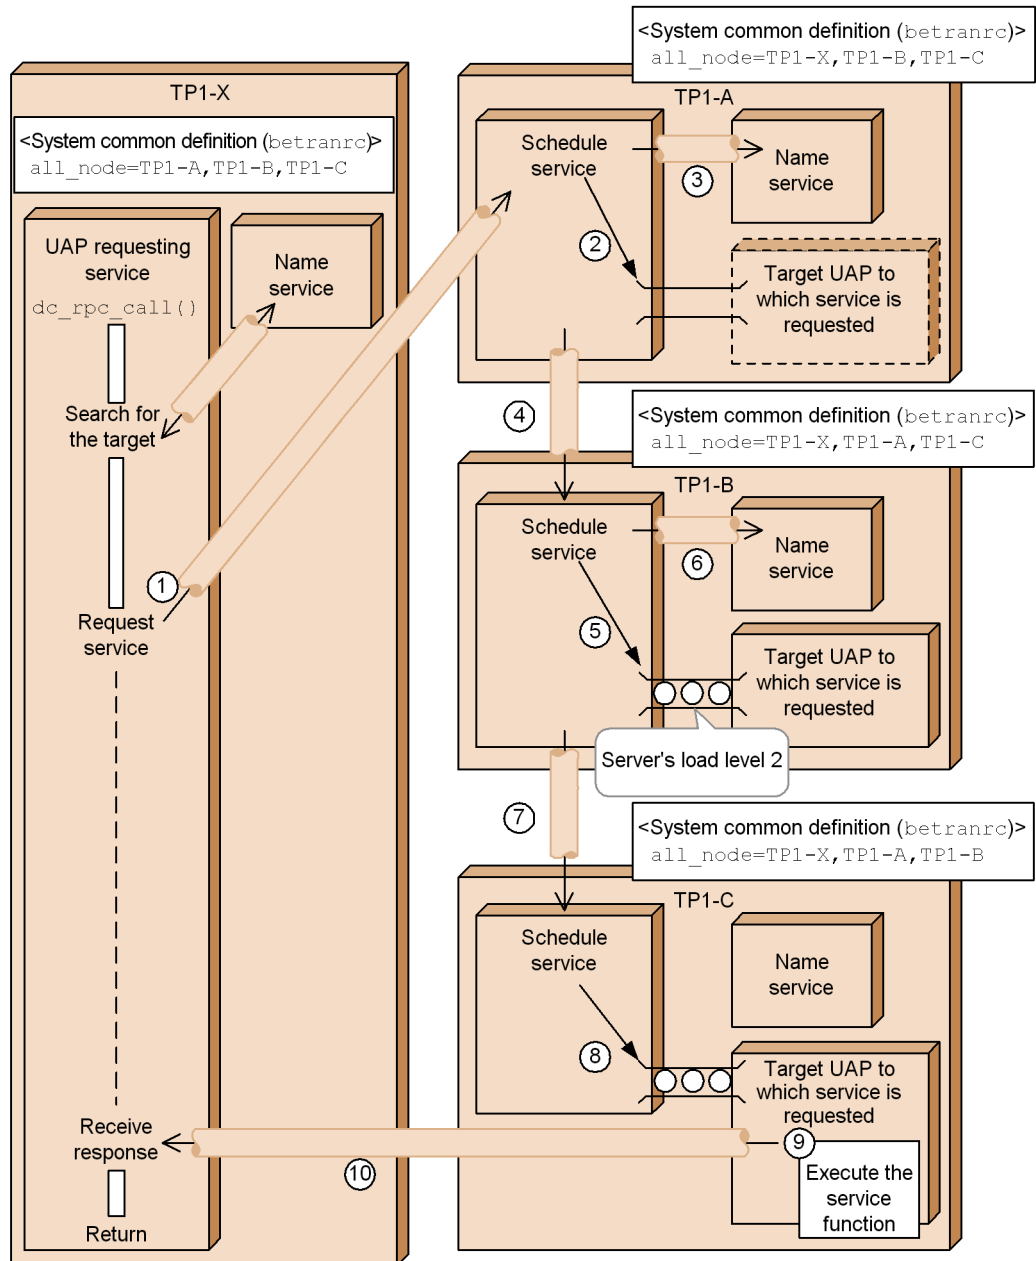 TP1-X
<System common definition (betranrc)>
all_node=TP1-A,TP1-B,TP1-C
UAP requesting
service
dc_rpc_call()
Name
service
Search for
the target
1
Request
service
Receive
response
10
Return
<System common definition (betranrc)>
all_node=TP1-X,TP1-B,TP1-C
TP1-A
Schedule
service
3
Name
service
2
Target UAP to
which service is
requested
4
<System common definition (betranrc)>
all_node=TP1-X,TP1-A,TP1-C
TP1-B
Schedule
service
6
Name
service
5
Target UAP to
which service is
requested
Server's load level 2
7
<System common definition (betranrc)>
all_node=TP1-X,TP1-A,TP1-B
TP1-C
Schedule
service
Name
service
8
Target UAP to
which service is
requested
9
Execute the
service
function